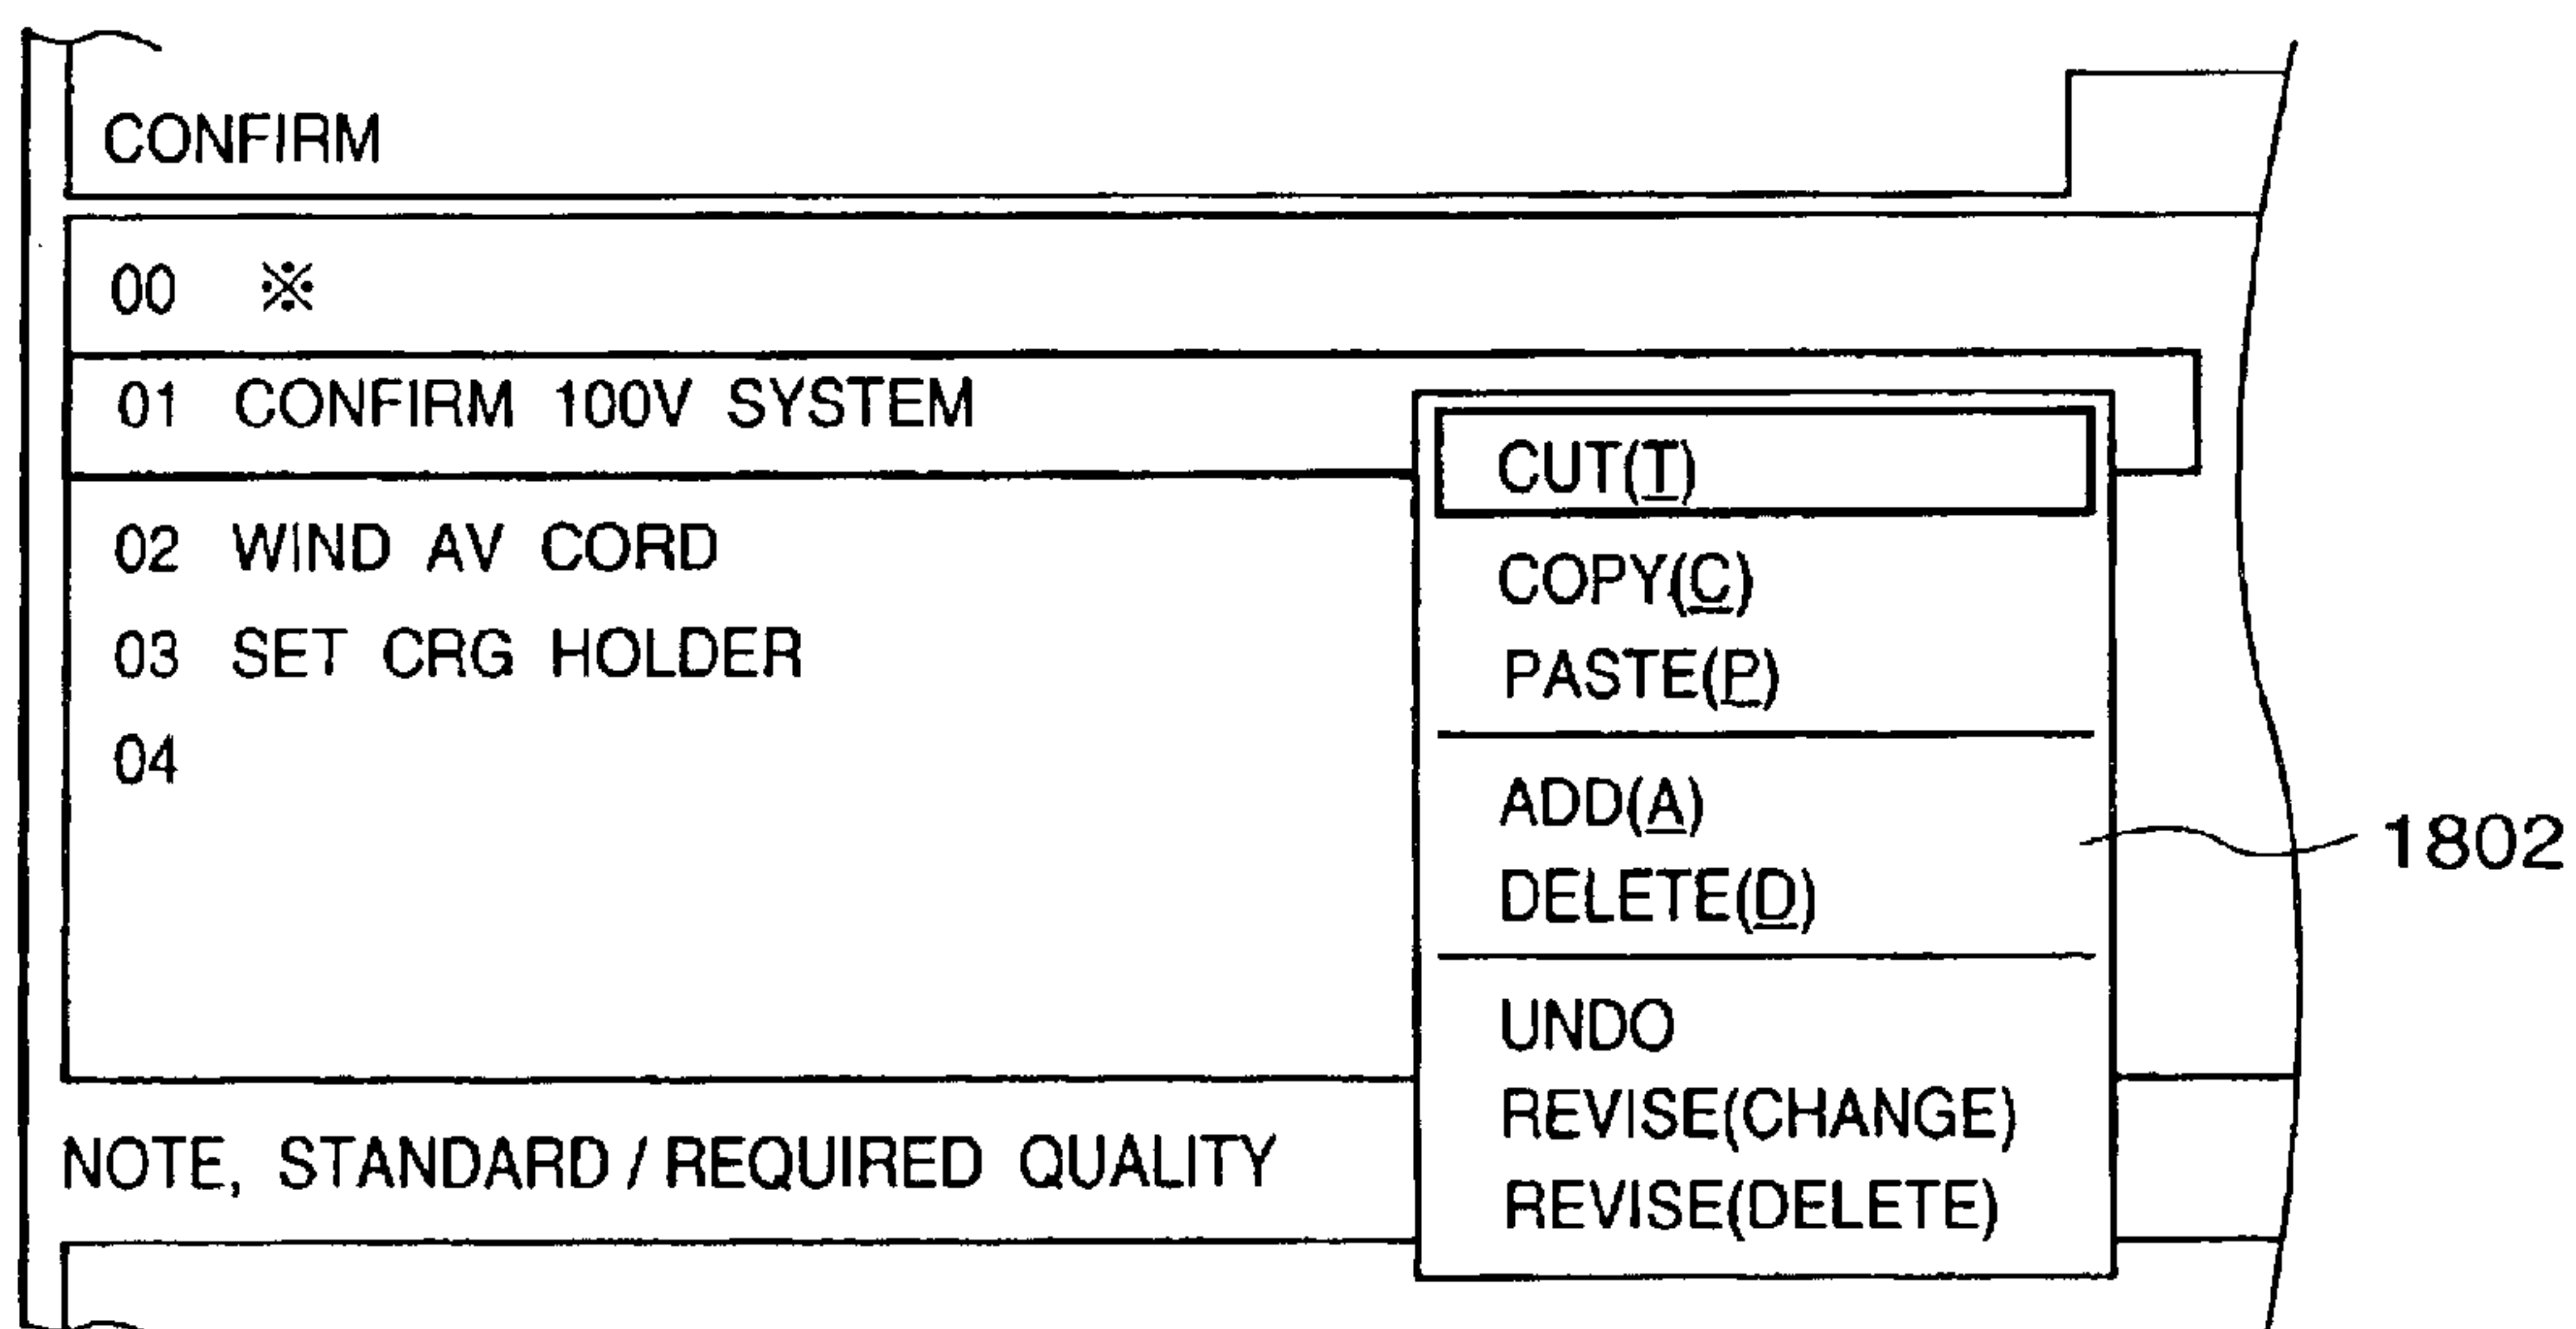 CONFIRM
00 ※
01 CONFIRM 100V SYSTEM
02 WIND AV CORD
03 SET CRG HOLDER
04
CUT(T)
COPY(C)
PASTE(P)
ADD(A)
DELETE(D)
UNDO
REVISE(CHANGE)
REVISE(DELETE)
1802
NOTE, STANDARD / REQUIRED QUALITY